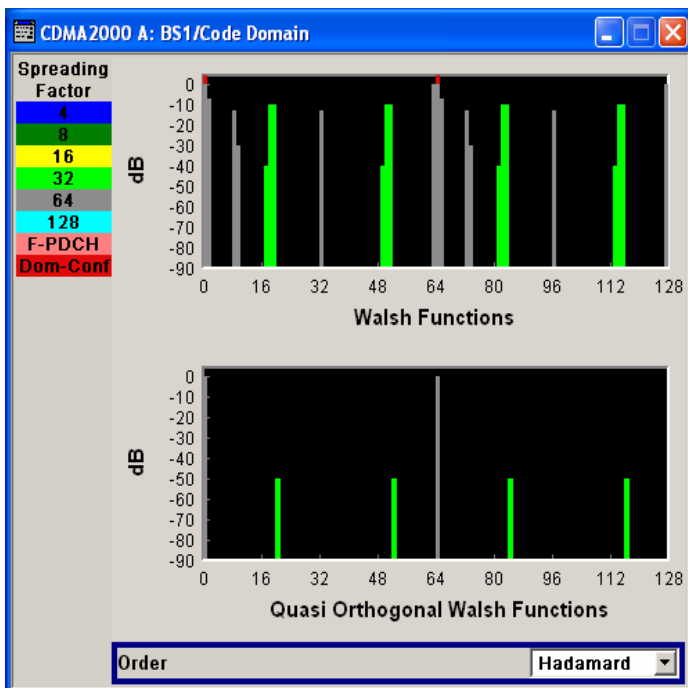 CDMA2000 A: BS1/Code Domain
Spreading
Factor
4
8
16
32
64
128
F-PDCH
Dom-Conf
dB
0
-10
-20
-30
-40
-50
-60
-70
-80
-90
0 16 32 48 64 80 96 112 128
Walsh Functions
dB
0
-10
-20
-30
-40
-50
-60
-70
-80
-90
0 16 32 48 64 80 96 112 128
Quasi Orthogonal Walsh Functions
Order Hadamard